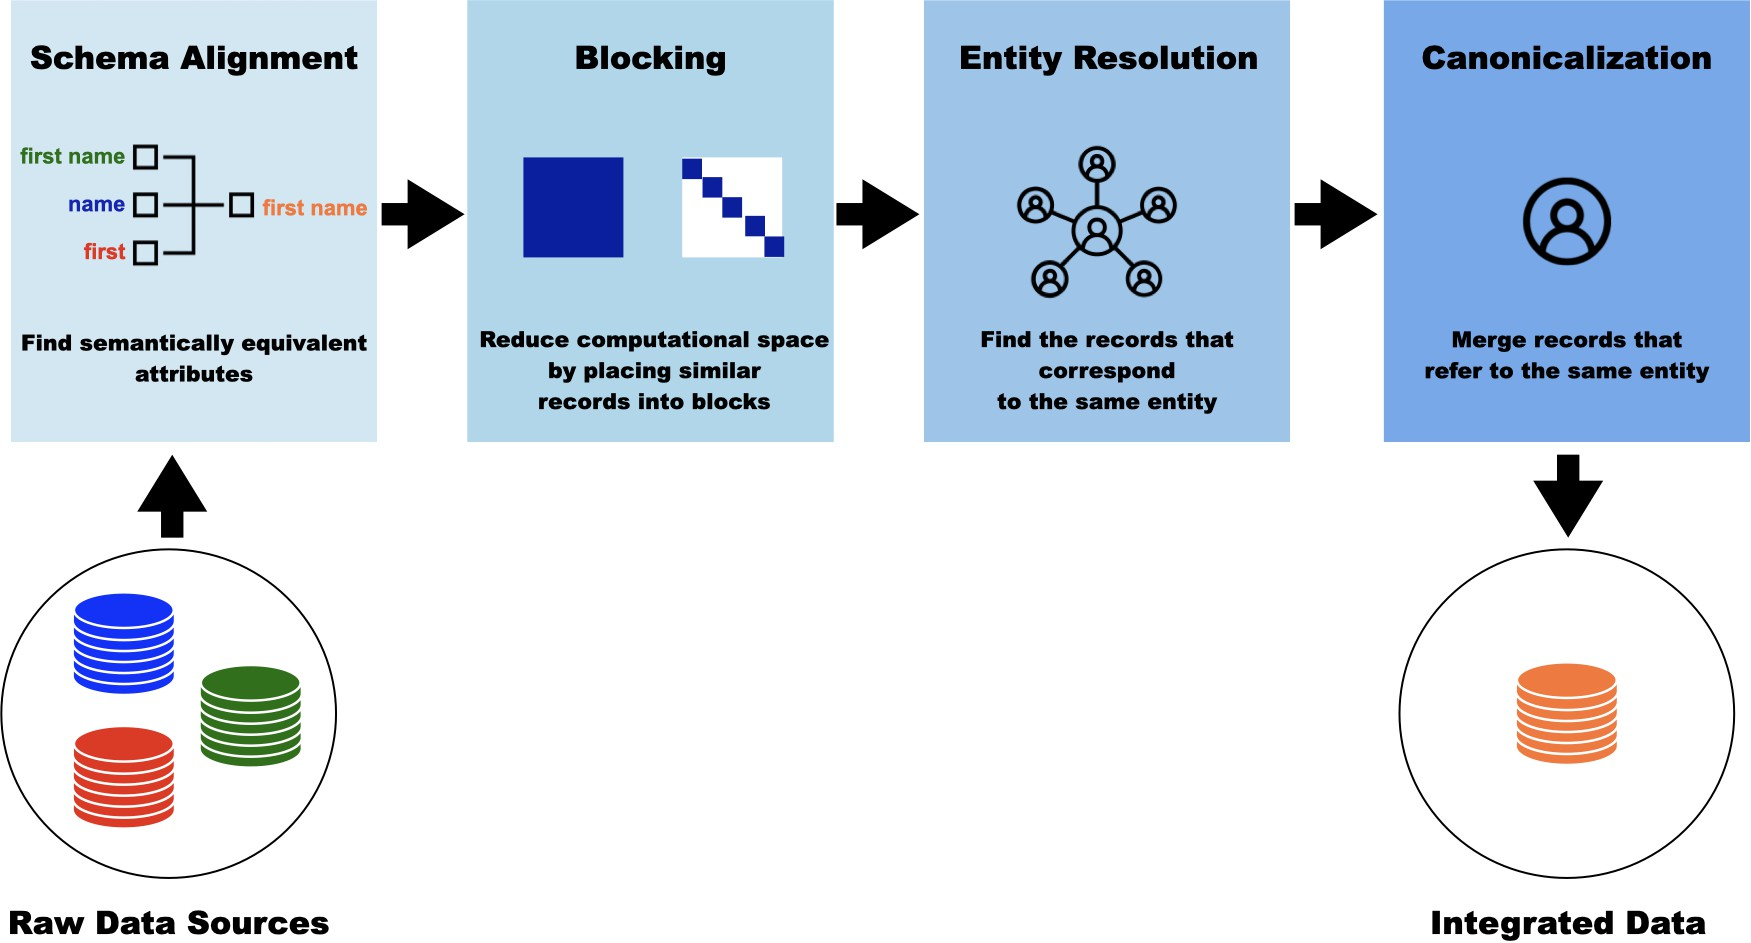 Schema Alignment
first name
name
first
first name
Find semantically equivalent
attributes
Blocking
Reduce computational space
by placing similar
records into blocks
Entity Resolution
Find the records that
correspond
to the same entity
Canonicalization
Merge records that
refer to the same entity
Raw Data Sources
Integrated Data